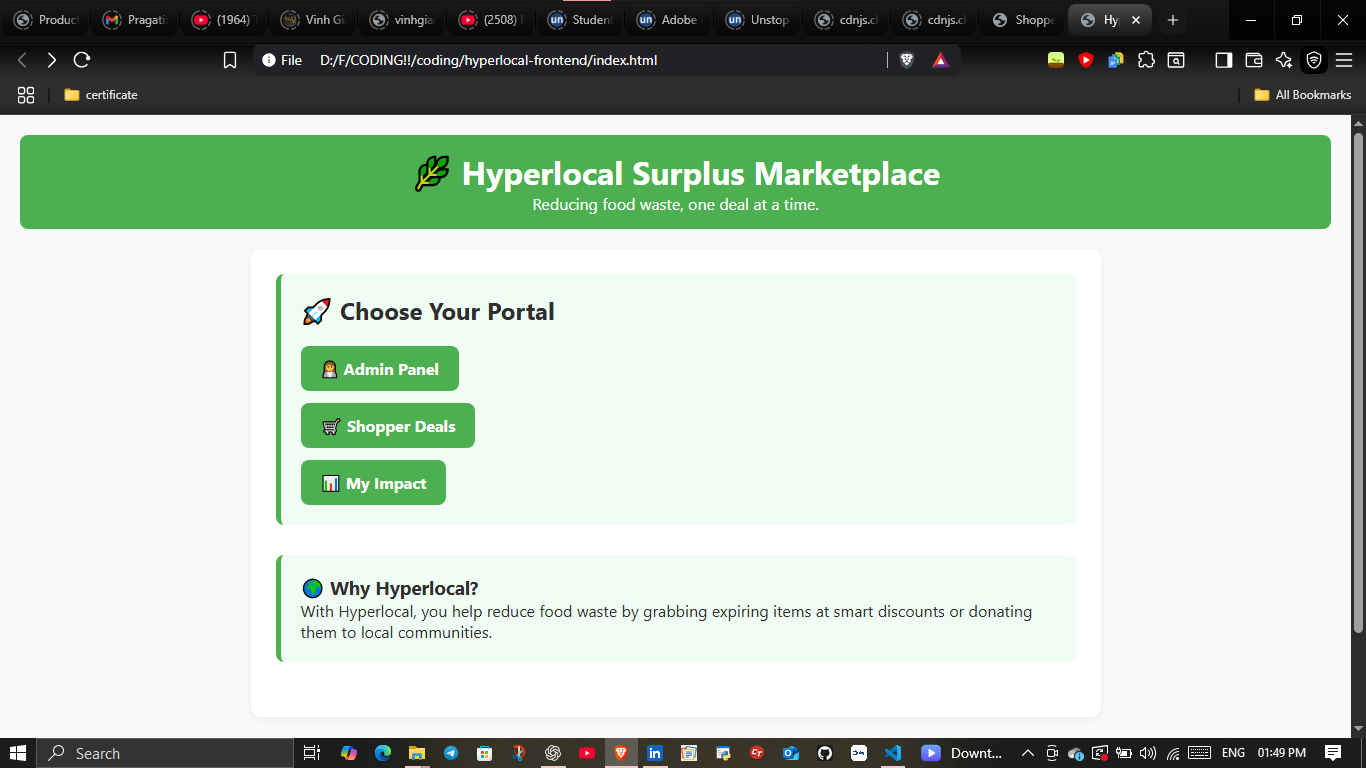 Product
Pragati
(1964) T
Vinh Gia
vinhgia
(2508) D
Student
Adobe
Unstop
cdnjs.cl
cdnjs.cl
Shoppe
Hy
File D:/F/CODING!!/coding/hyperlocal-frontend/index.html
certificate
All Bookmarks
Hyperlocal Surplus Marketplace
Reducing food waste, one deal at a time.
Choose Your Portal
Admin Panel
Shopper Deals
My Impact
Why Hyperlocal?
With Hyperlocal, you help reduce food waste by grabbing expiring items at smart discounts or donating
them to local communities.
Search
Downt...
ENG
01:49 PM